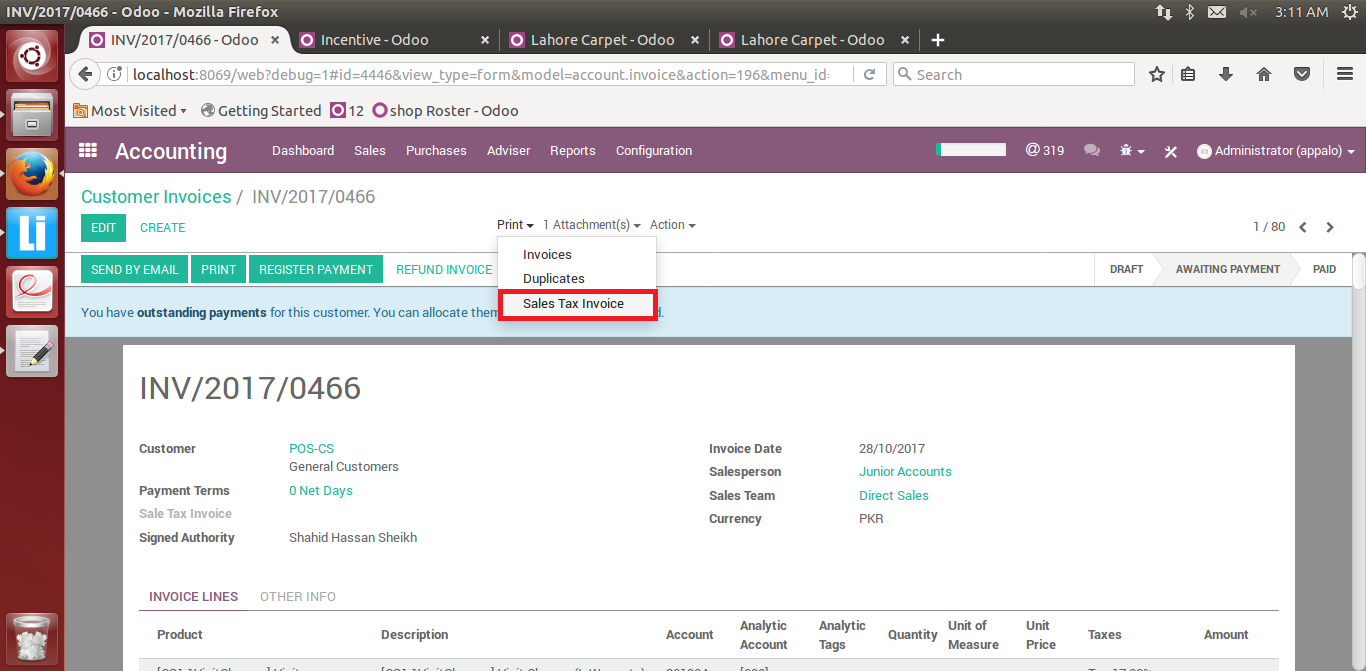 INV/2017/0466 - Odoo - Mozilla Firefox
3:11 AM
INV/2017/0466 - Odoo × Incentive - Odoo × Lahore Carpet - Odoo × Lahore Carpet - Odoo × +
localhost:8069/web?debug=1#id=4446&view_type=form&model=account.invoice&action=196&menu_id=
Search
Most Visited Getting Started 12 shop Roster - Odoo
Accounting Dashboard Sales Purchases Adviser Reports Configuration @ 319 Administrator (appalo)
Customer Invoices / INV/2017/0466
EDIT CREATE Print 1 Attachment(s) Action 1 / 80
Invoices
Duplicates
Sales Tax Invoice
SEND BY EMAIL PRINT REGISTER PAYMENT REFUND INVOICE DRAFT AWAITING PAYMENT PAID
You have outstanding payments for this customer. You can allocate them
INV/2017/0466
Customer POS-CS
General Customers
Payment Terms 0 Net Days
Sale Tax Invoice
Signed Authority Shahid Hassan Sheikh
Invoice Date 28/10/2017
Salesperson Junior Accounts
Sales Team Direct Sales
Currency PKR
INVOICE LINES OTHER INFO
Product Description Account Analytic Account Analytic Tags Quantity Unit of Measure Unit Price Taxes Amount